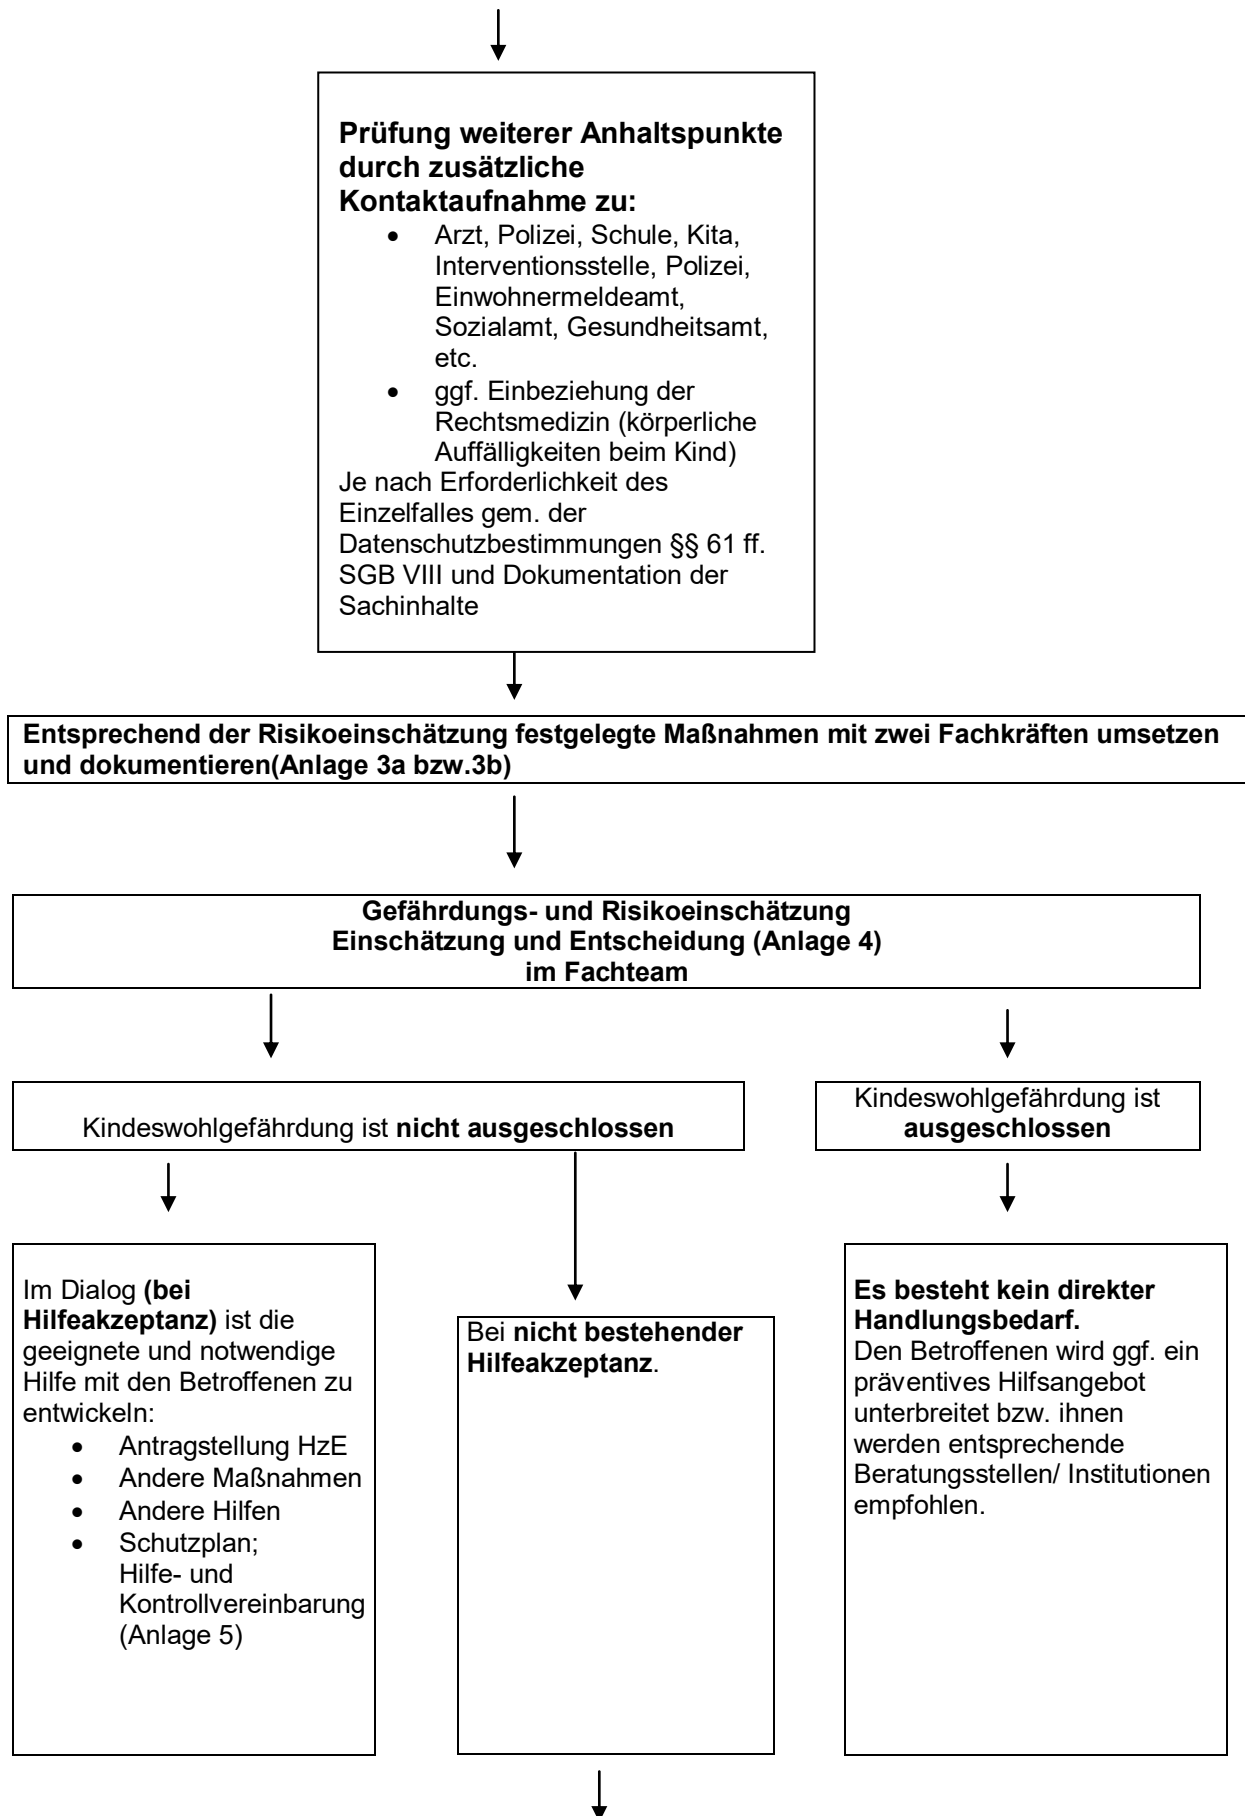 Prüfung weiterer Anhaltspunkte
durch zusätzliche
Kontaktaufnahme zu:
• Arzt, Polizei, Schule, Kita,
Interventionsstelle, Polizei,
Einwohnermeldeamt,
Sozialamt, Gesundheitsamt,
etc.
• ggf. Einbeziehung der
Rechtsmedizin (körperliche
Auffälligkeiten beim Kind)
Je nach Erforderlichkeit des
Einzelfalles gem. der
Datenschutzbestimmungen §§ 61 ff.
SGB VIII und Dokumentation der
Sachinhalte
Entsprechend der Risikoeinschätzung festgelegte Maßnahmen mit zwei Fachkräften umsetzen
und dokumentieren(Anlage 3a bzw.3b)
Gefährdungs- und Risikoeinschätzung
Einschätzung und Entscheidung (Anlage 4)
im Fachteam
Kindeswohlgefährdung ist nicht ausgeschlossen
Kindeswohlgefährdung ist
ausgeschlossen
Im Dialog (bei
Hilfeakzeptanz) ist die
geeignete und notwendige
Hilfe mit den Betroffenen zu
entwickeln:
• Antragstellung HzE
• Andere Maßnahmen
• Andere Hilfen
• Schutzplan;
Hilfe- und
Kontrollvereinbarung
(Anlage 5)
Bei nicht bestehender
Hilfeakzeptanz.
Es besteht kein direkter
Handlungsbedarf.
Den Betroffenen wird ggf. ein
präventives Hilfsangebot
unterbreitet bzw. ihnen
werden entsprechende
Beratungsstellen/ Institutionen
empfohlen.